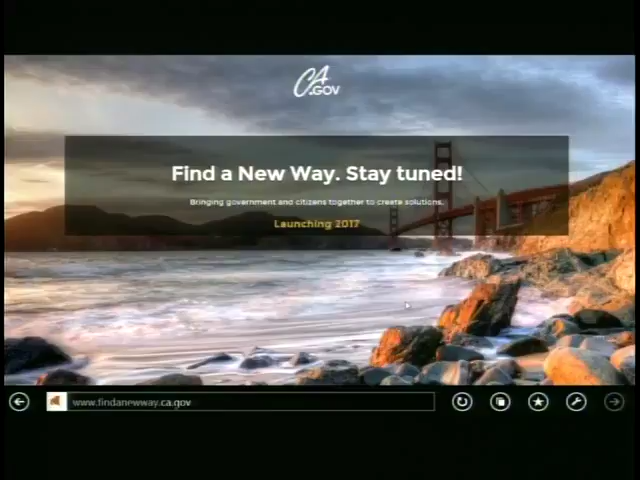 CA
.GOV
Find a New Way. Stay tuned!
Bringing government and citizens together to create solutions.
Launching 2017
www.findanewway.ca.gov